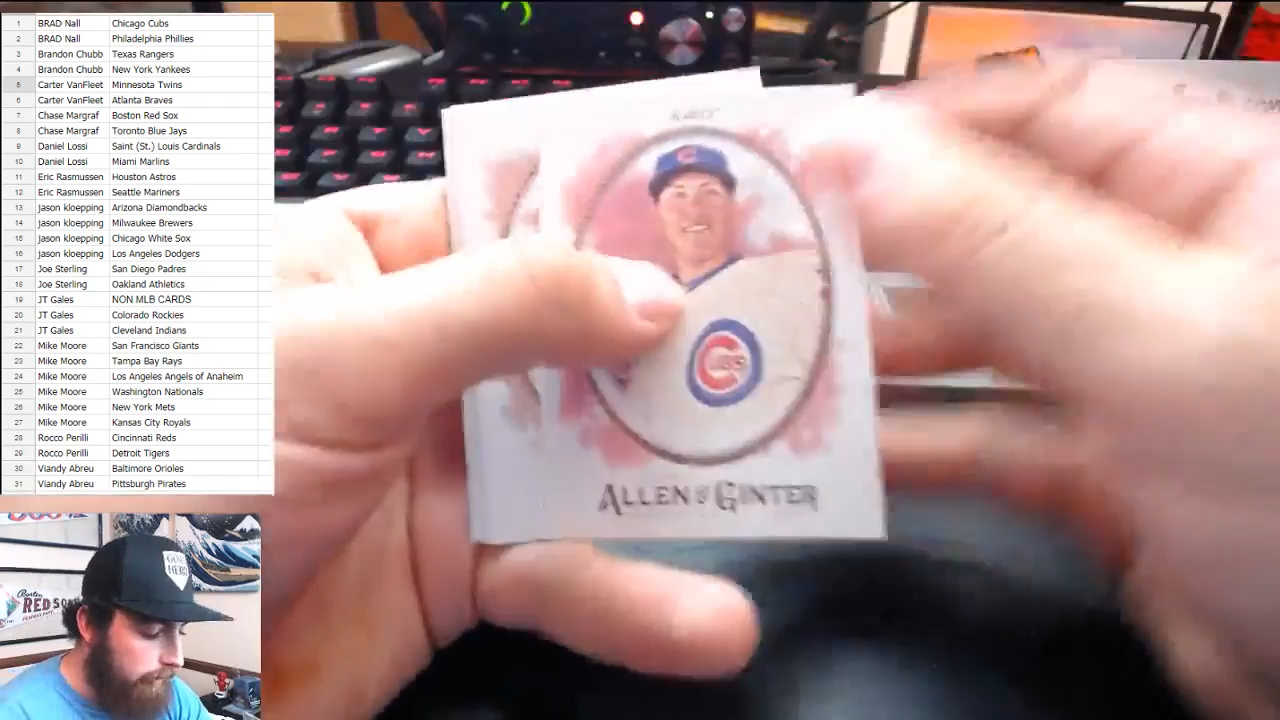 1 BRAD Nall Chicago Cubs
2 BRAD Nall Philadelphia Phillies
3 Brandon Chubb Texas Rangers
4 Brandon Chubb New York Yankees
5 Carter VanFleet Minnesota Twins
6 Carter VanFleet Atlanta Braves
7 Chase Margraf Boston Red Sox
8 Chase Margraf Toronto Blue Jays
9 Daniel Lossi Saint (St.) Louis Cardinals
10 Daniel Lossi Miami Marlins
11 Eric Rasmussen Houston Astros
12 Eric Rasmussen Seattle Mariners
13 jason kloepping Arizona Diamondbacks
14 jason kloepping Milwaukee Brewers
15 jason kloepping Chicago White Sox
16 jason kloepping Los Angeles Dodgers
17 Joe Sterling San Diego Padres
18 Joe Sterling Oakland Athletics
19 JT Gales NON MLB CARDS
20 JT Gales Colorado Rockies
21 JT Gales Cleveland Indians
22 Mike Moore San Francisco Giants
23 Mike Moore Tampa Bay Rays
24 Mike Moore Los Angeles Angels of Anaheim
25 Mike Moore Washington Nationals
26 Mike Moore New York Mets
27 Mike Moore Kansas City Royals
28 Rocco Perilli Cincinnati Reds
29 Rocco Perilli Detroit Tigers
30 Viandy Abreu Baltimore Orioles
31 Viandy Abreu Pittsburgh Pirates
CUBS
ALLEN & GINTER
Boston
RED SO